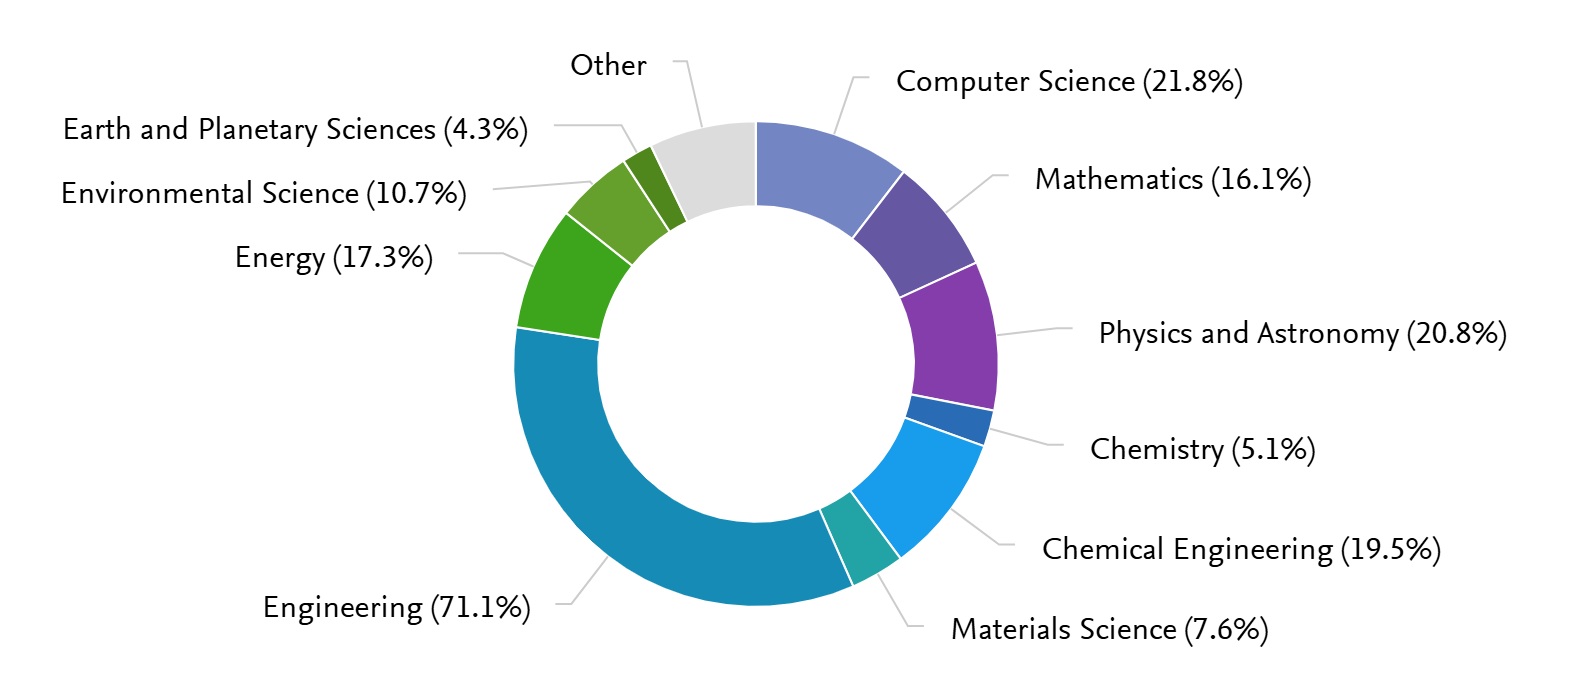 Other
Computer Science (21.8%)
Earth and Planetary Sciences (4.3%)
Mathematics (16.1%)
Environmental Science (10.7%)
Energy (17.3%)
Physics and Astronomy (20.8%)
Chemistry (5.1%)
Chemical Engineering (19.5%)
Engineering (71.1%)
Materials Science (7.6%)